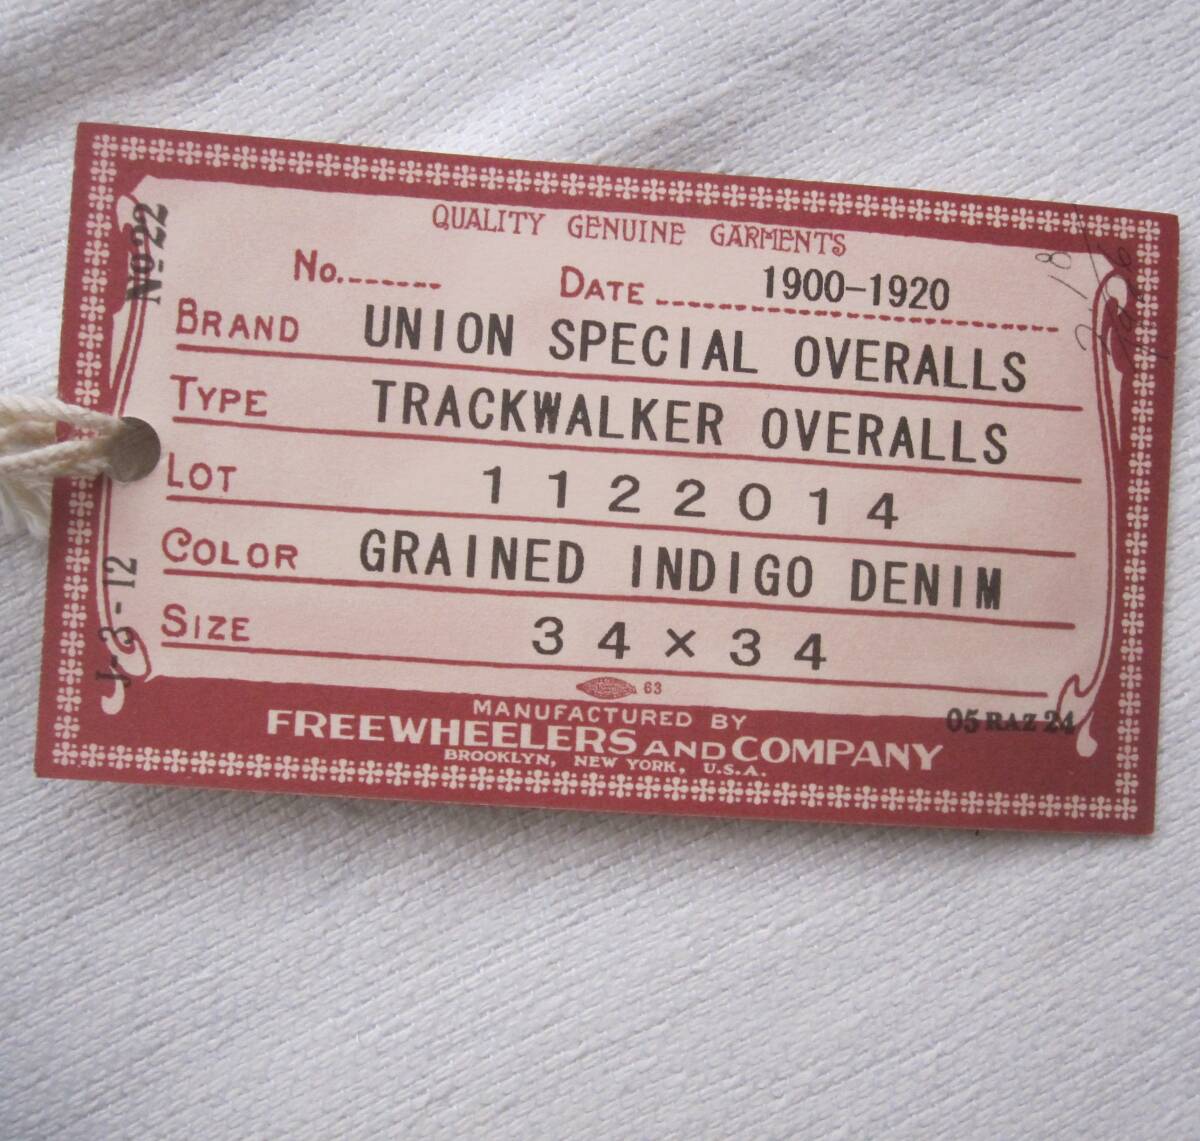 QUALITY GENUINE GARMENTS
No.
DATE 1900-1920
BRAND UNION SPECIAL OVERALLS
TYPE TRACKWALKER OVERALLS
LOT 1122014
COLOR GRAINED INDIGO DENIM
SIZE 34×34
63
MANUFACTURED BY
FREEWHEELERS AND COMPANY
BROOKLYN, NEW YORK, U.S.A.
05 RAZ 24
No. 22
J-3-12